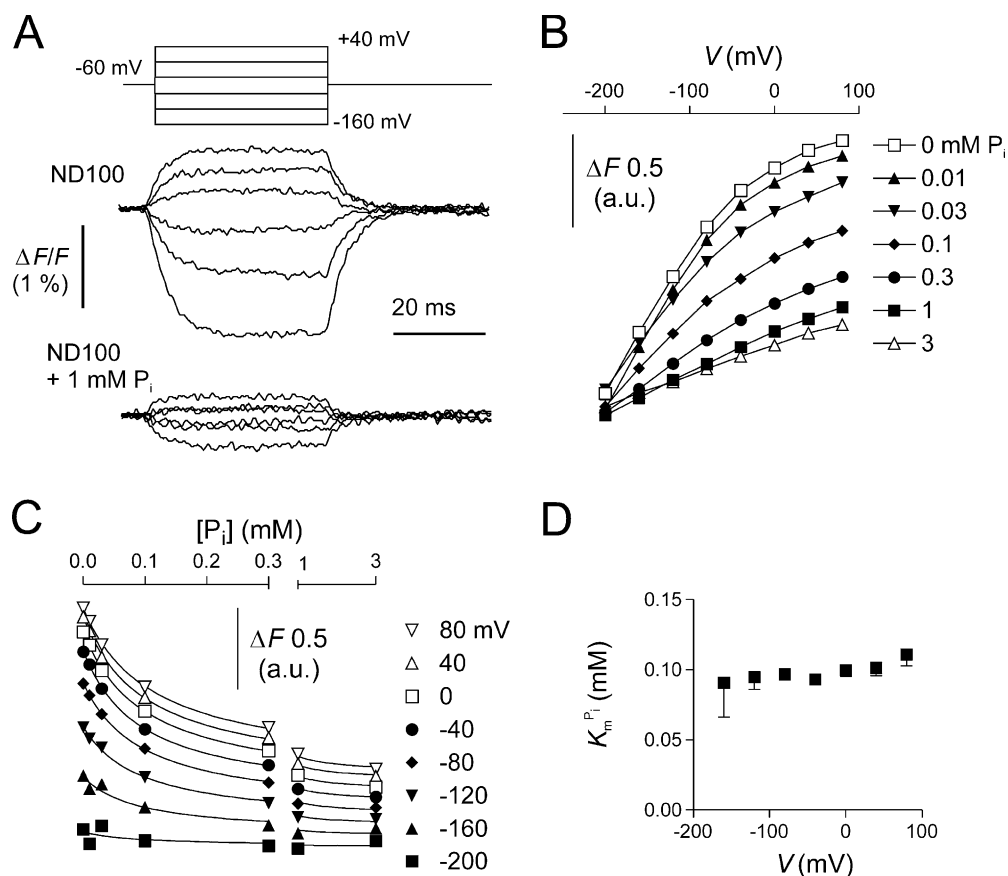 A
+40 mV
-60 mV
-160 mV
ND100
ΔF/F
(1 %)
20 ms
ND100
+ 1 mM Pi
B
V (mV)
-200 -100 0 100
ΔF 0.5
(a.u.)
0 mM Pi
0.01
0.03
0.1
0.3
1
3
C
[Pi] (mM)
0.0 0.1 0.2 0.3 1 3
ΔF 0.5
(a.u.)
80 mV
40
0
-40
-80
-120
-160
-200
D
0.15
0.10
0.05
0.00
KmPi (mM)
-200 -100 0 100
V (mV)